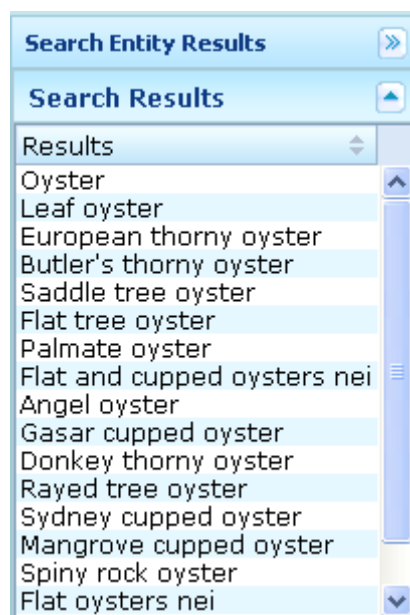 Search Entity Results
Search Results
Results
Oyster
Leaf oyster
European thorny oyster
Butler's thorny oyster
Saddle tree oyster
Flat tree oyster
Palmate oyster
Flat and cupped oysters nei
Angel oyster
Gasar cupped oyster
Donkey thorny oyster
Rayed tree oyster
Sydney cupped oyster
Mangrove cupped oyster
Spiny rock oyster
Flat oysters nei